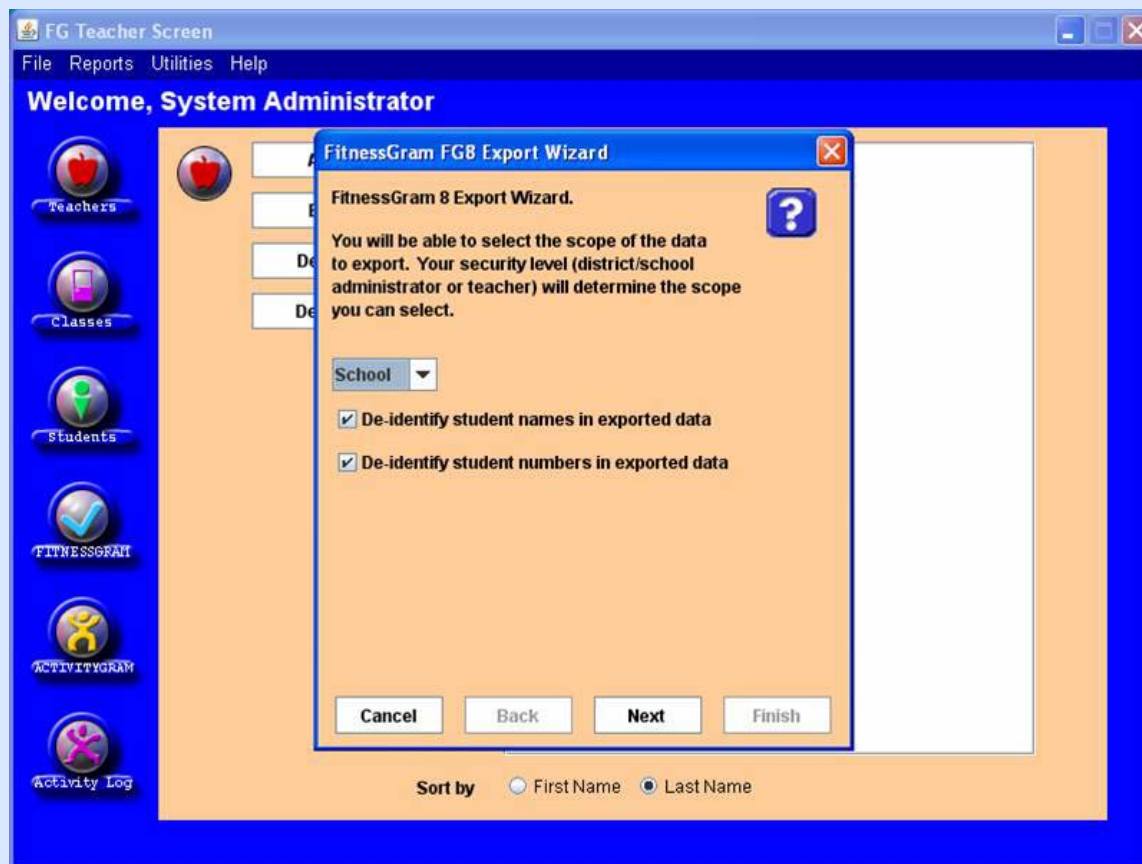 FG Teacher Screen
File Reports Utilities Help
Welcome, System Administrator
Teachers
Classes
Students
FITNESSGRAM
ACTIVITYGRAM
Activity Log
De
De
FitnessGram FG8 Export Wizard
FitnessGram 8 Export Wizard.
?
You will be able to select the scope of the data
to export. Your security level (district/school
administrator or teacher) will determine the scope
you can select.
School
De-identify student names in exported data
De-identify student numbers in exported data
Cancel Back Next Finish
Sort by First Name Last Name